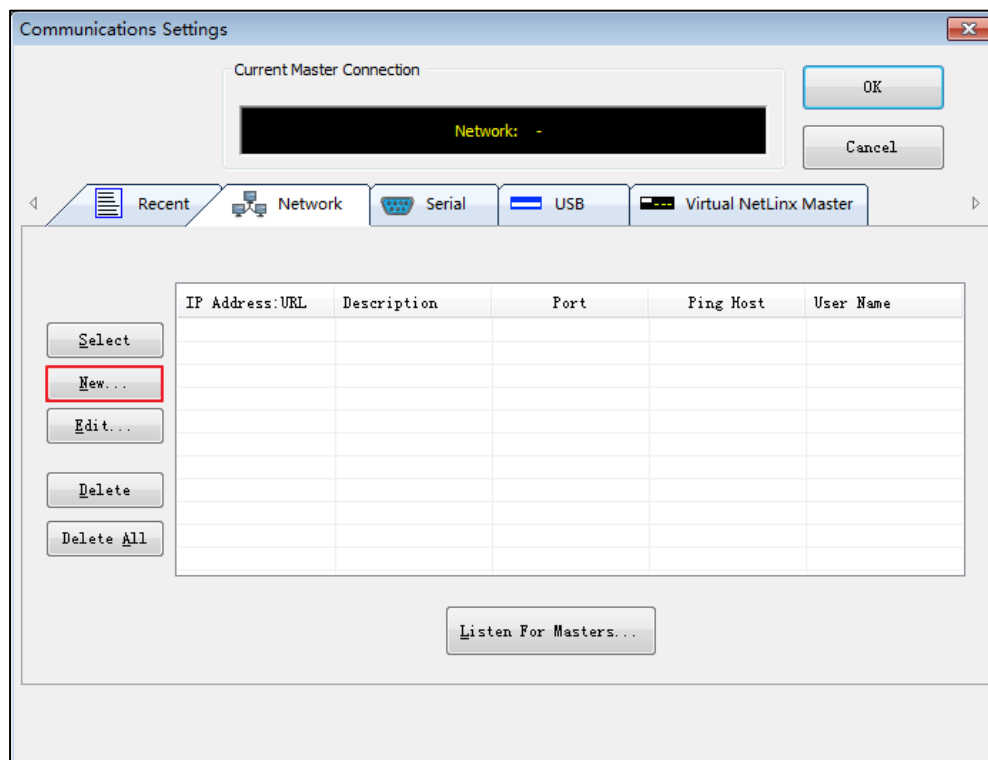 Communications Settings
Current Master Connection
OK
Network: -
Cancel
Recent Network Serial USB Virtual NetLinx Master
IP Address:URL Description Port Ping Host User Name
Select
New...
Edit...
Delete
Delete All
Listen For Masters...